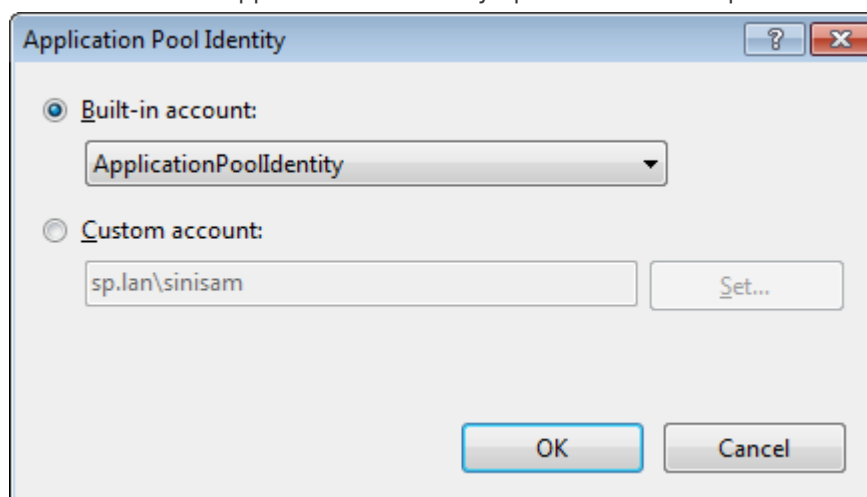 Application Pool Identity
Built-in account:
ApplicationPoolIdentity
Custom account:
sp.lan\sinisam
Set...
OK
Cancel